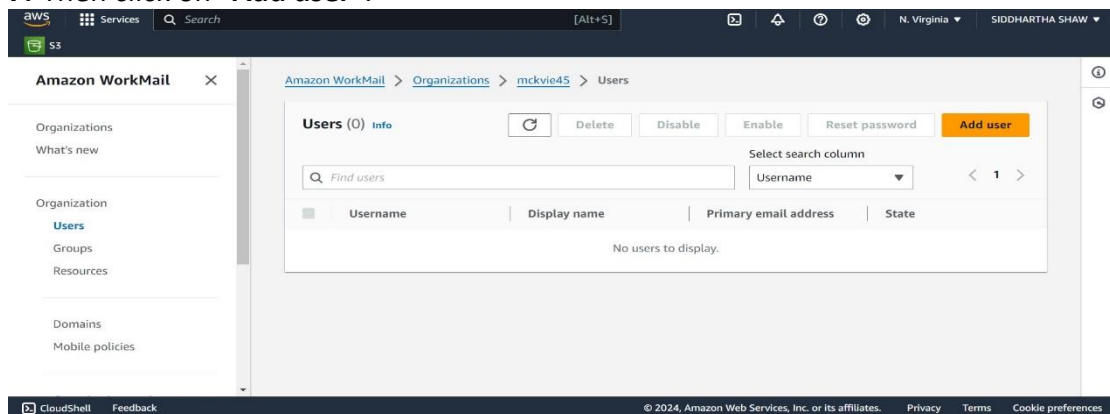 7. Then click on "Add user".
aws Services Search [Alt+S] N. Virginia SIDDHARTHA SHAW
S3
Amazon WorkMail
Amazon WorkMail > Organizations > mckvie45 > Users
Organizations
What's new
Organization
Users
Groups
Resources
Domains
Mobile policies
Users (0) Info Delete Disable Enable Reset password Add user
Select search column
Find users Username < 1 >
Username Display name Primary email address State
No users to display.
CloudShell Feedback © 2024, Amazon Web Services, Inc. or its affiliates. Privacy Terms Cookie preferences